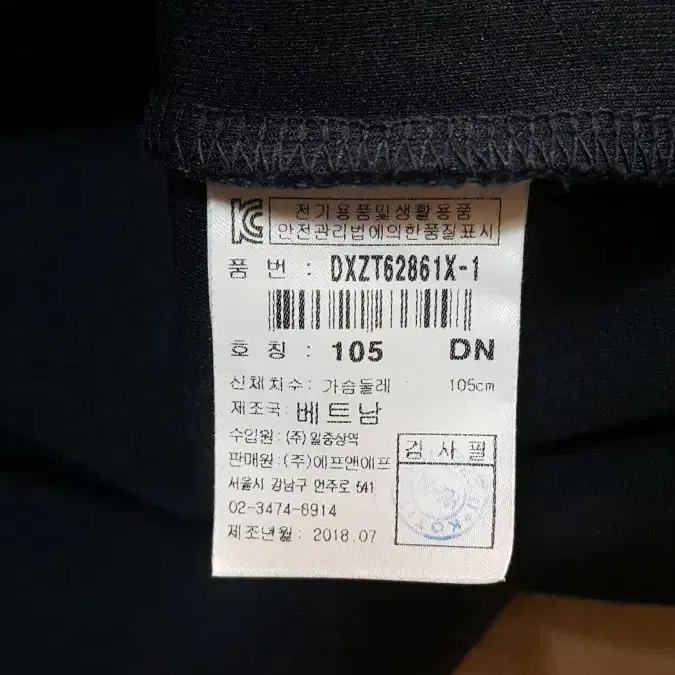 전기용품및생활용품
안전관리법에의한품질표시
품 번 : DXZT62861X-1
호칭 : 105 DN
신체치수: 가슴둘레 : 105cm
제조국: 베트남
수입원: (주) 일중상역
판매원: (주)에프앤에프
검 사 필
서울시 강남구 언주로 541
02-3474-8914
제조년월: 2018.07